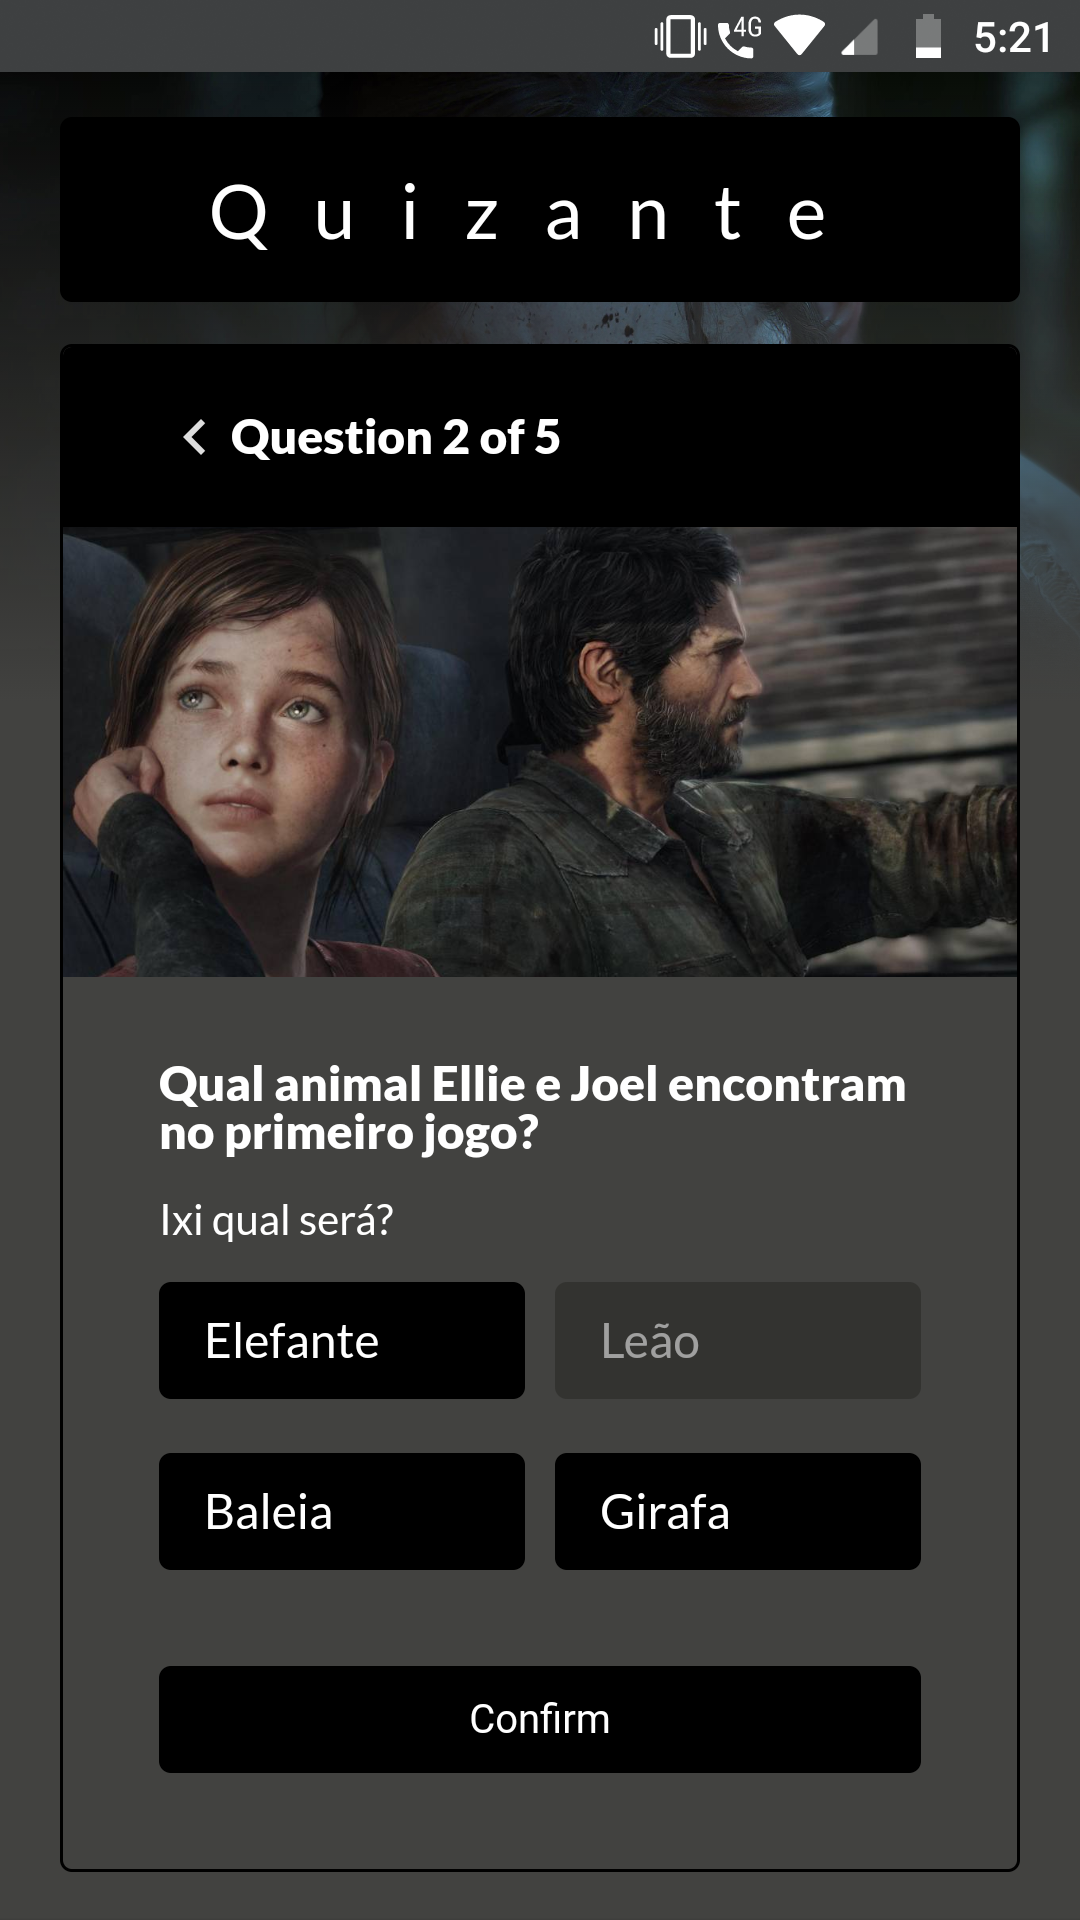 4G 5:21
Quizante
Question 2 of 5
Qual animal Ellie e Joel encontram
no primeiro jogo?
Ixi qual será?
Elefante
Leão
Baleia
Girafa
Confirm